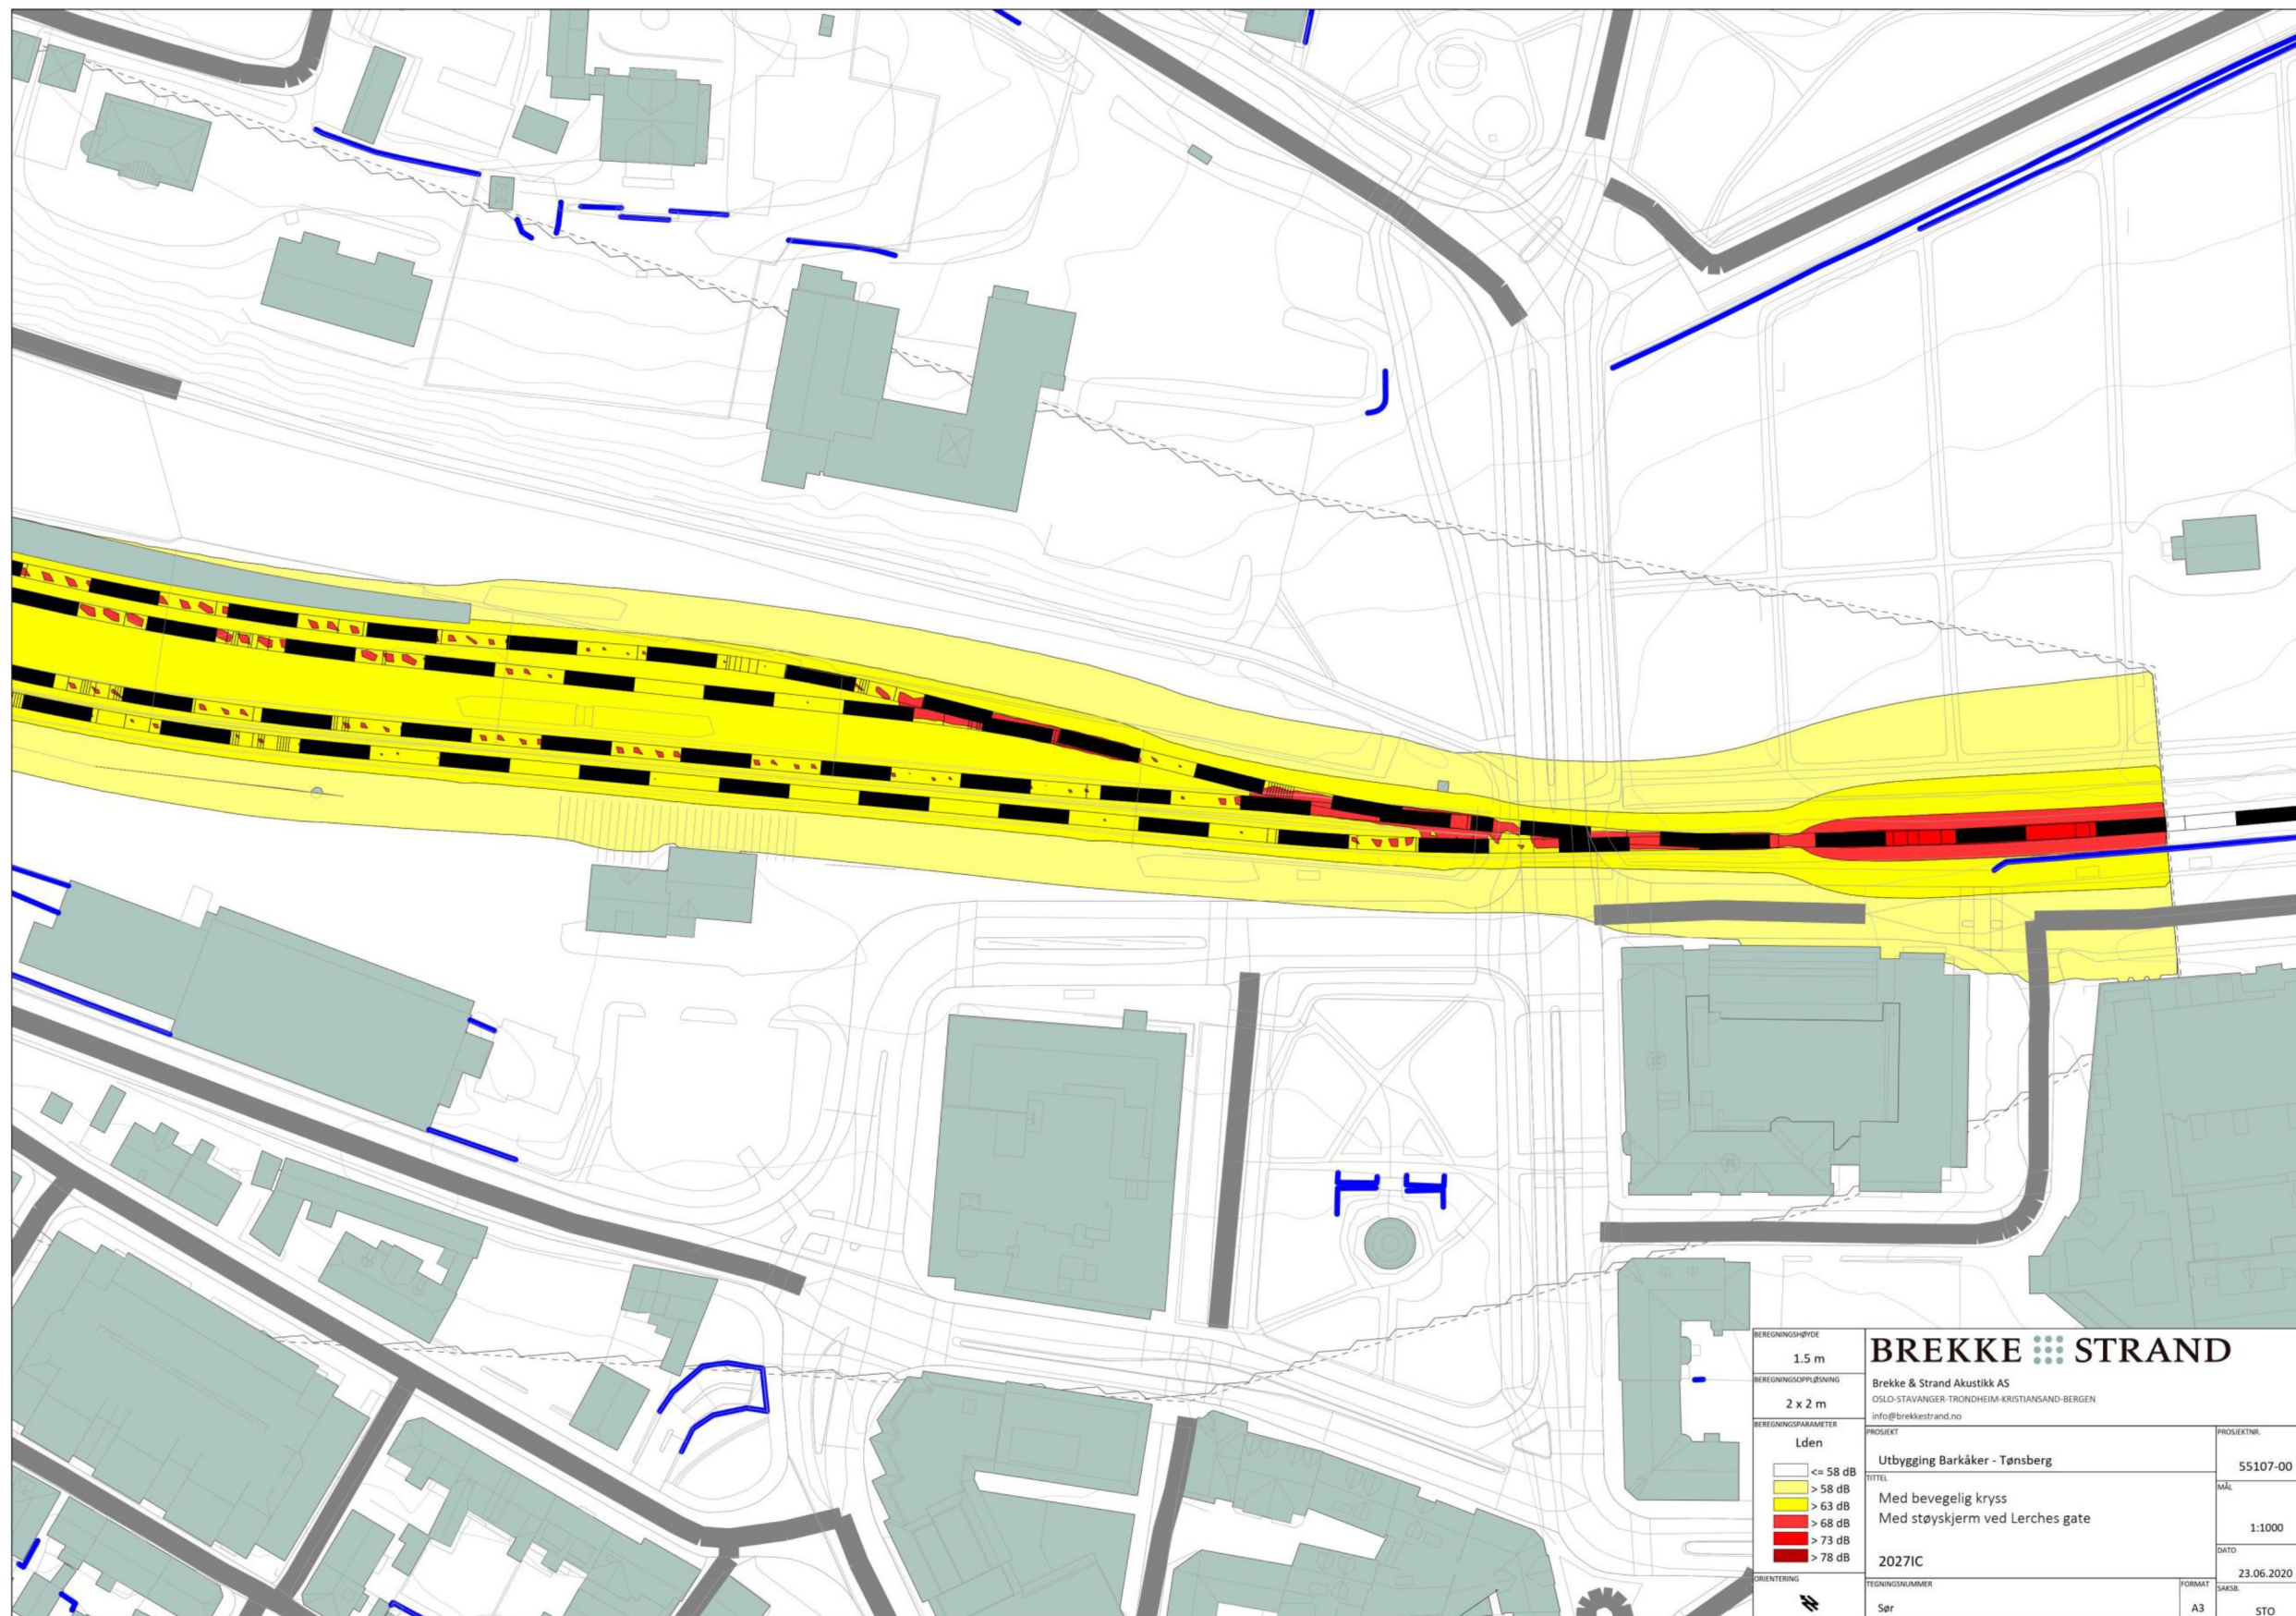 BEREGNINGSHØYDE
1.5 m
BEREGNINGSOPPLØSNING
2 x 2 m
BEREGNINGSPARAMETER
Lden
<= 58 dB
> 58 dB
> 63 dB
> 68 dB
> 73 dB
> 78 dB
ORIENTERING
BREKKE STRAND
Brekke & Strand Akustikk AS
OSLO-STAVANGER-TRONDHEIM-KRISTIANSAND-BERGEN
info@brekkestrand.no
PROSJEKT
Utbygging Barkåker - Tønsberg
PROSJEKTNR.
55107-00
TITTEL
Med bevegelig kryss
Med støyskjerm ved Lerches gate
2027IC
MÅL
1:1000
DATO
23.06.2020
TEGNINGSNUMMER
Sør
FORMAT
A3
SAKSB.
STO